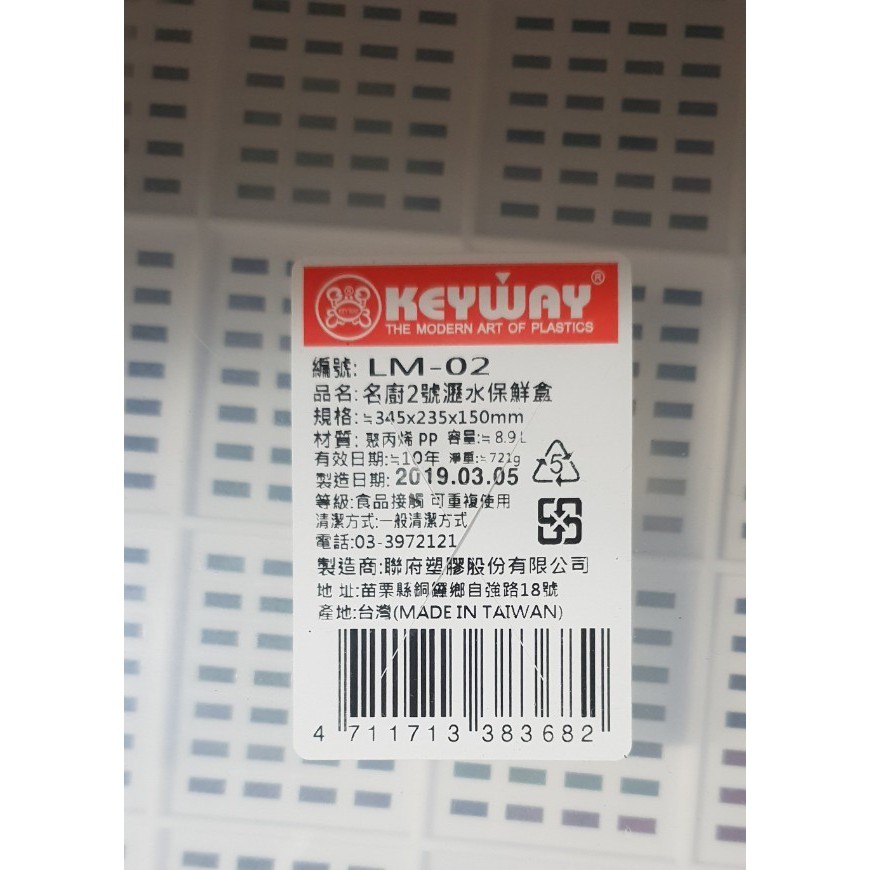 KEYWAY®
THE MODERN ART OF PLASTICS
編號: LM-02
品名: 名廚2號瀝水保鮮盒
規格:≒345x235x150mm
材質: 聚丙烯 PP 容量:≒8.9L
有效日期:≒10年 淨重:≒721g
製造日期: 2019.03.05
5
等級:食品接觸 可重複使用
清潔方式:一般清潔方式
電話:03-3972121
製造商:聯府塑膠股份有限公司
地 址:苗栗縣銅鑼鄉自強路18號
產地:台灣(MADE IN TAIWAN)
4 711713 383682